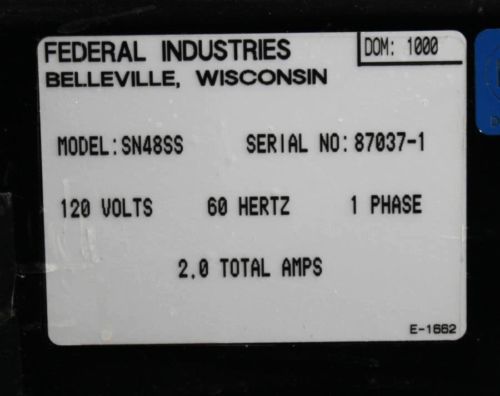 FEDERAL INDUSTRIES
DOM: 1000
BELLEVILLE, WISCONSIN
MODEL:SN48SS SERIAL NO:87037-1
120 VOLTS 60 HERTZ 1 PHASE
2.0 TOTAL AMPS
E-1662